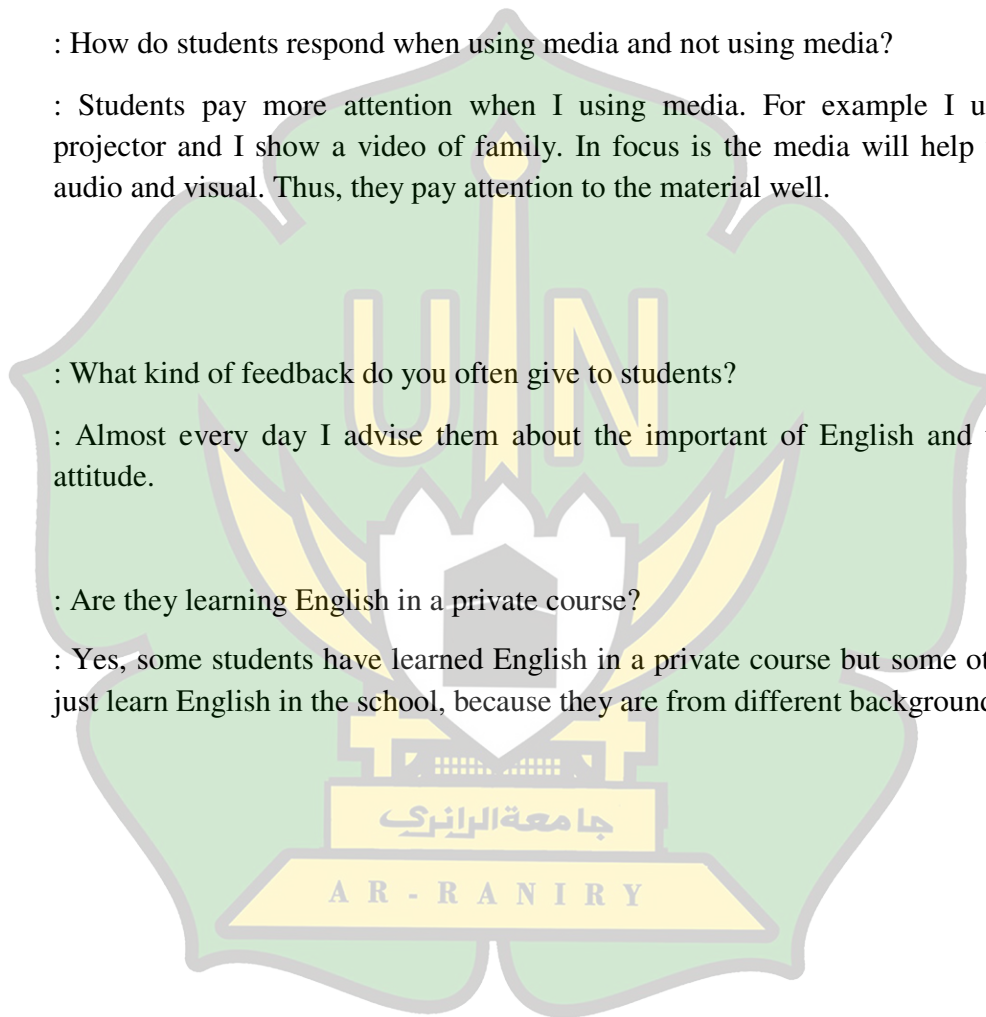 : How do students respond when using media and not using media?
: Students pay more attention when I using media. For example I u
projector and I show a video of family. In focus is the media will help
audio and visual. Thus, they pay attention to the material well.
UIN
: What kind of feedback do you often give to students?
: Almost every day I advise them about the important of English and
attitude.
: Are they learning English in a private course?
: Yes, some students have learned English in a private course but some ot
just learn English in the school, because they are from different background
جامعة الرانري
AR-RANIRY